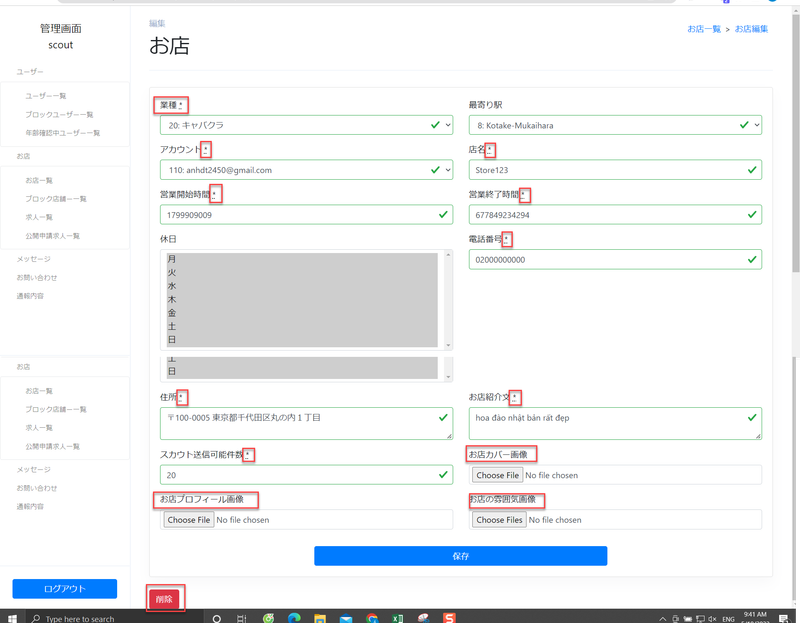 管理画面
scout
ユーザー
ユーザー一覧
ブロックユーザー一覧
年齢確認中ユーザー一覧
お店
お店一覧
ブロック店舗ー一覧
求人一覧
公開申請求人一覧
メッセージ
お問い合わせ
通報内容
お店
お店一覧
ブロック店舗ー一覧
求人一覧
公開申請求人一覧
メッセージ
お問い合わせ
通報内容
ログアウト
編集
お店
お店一覧 > お店編集
業種 *
20: キャバクラ
最寄り駅
8: Kotake-Mukaihara
アカウント *
110: anhdt2450@gmail.com
店名 *
Store123
営業開始時間 *
1799909009
営業終了時間 *
677849234294
休日
月
火
水
木
金
土
日
土
日
電話番号 *
02000000000
住所 *
〒100-0005 東京都千代田区丸の内１丁目
お店紹介文 *
hoa đào nhật bản rất đẹp
スカウト送信可能件数 *
20
お店カバー画像
Choose File No file chosen
お店プロフィール画像
Choose File No file chosen
お店の雰囲気画像
Choose Files No file chosen
保存
削除
Type here to search
ENG
9:41 AM